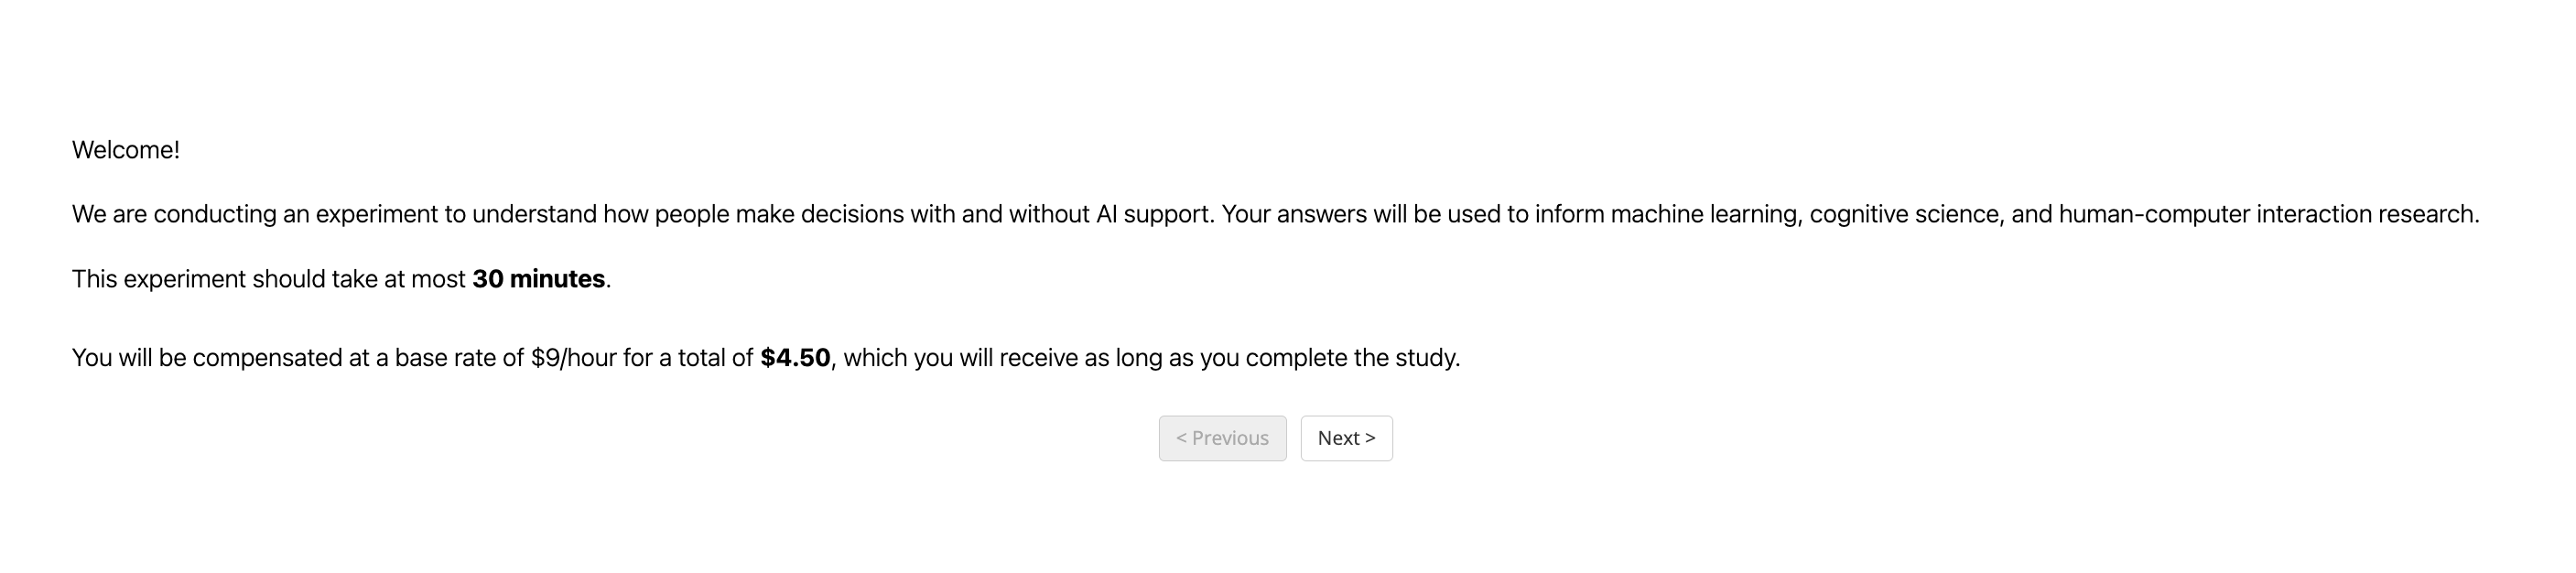 Welcome!
We are conducting an experiment to understand how people make decisions with and without AI support. Your answers will be used to inform machine learning, cognitive science, and human-computer interaction research.
This experiment should take at most 30 minutes.
You will be compensated at a base rate of $9/hour for a total of $4.50, which you will receive as long as you complete the study.
< Previous Next >